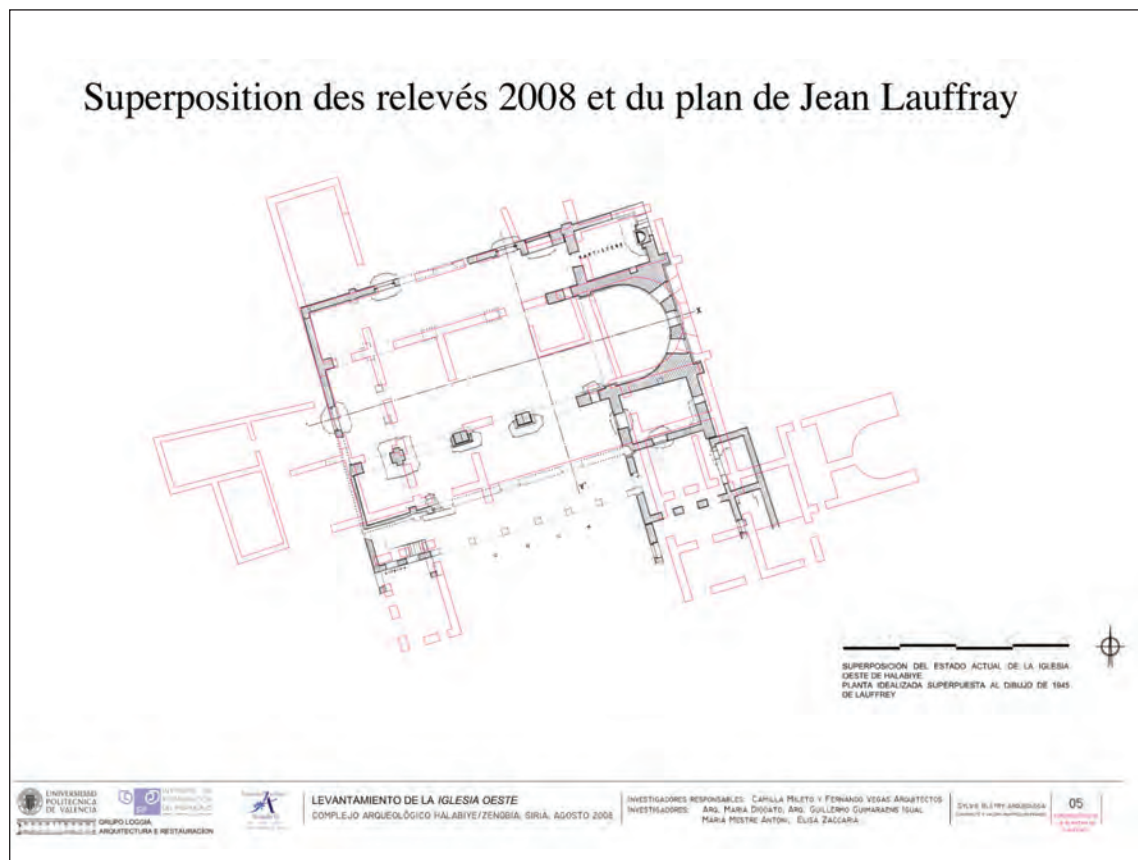 Superposition des relevés 2008 et du plan de Jean Lauffray
X
SUPERPOSICIÓN DEL ESTADO ACTUAL DE LA IGLESIA
OESTE DE HALABIYE.
PLANTA IDEALIZADA SUPERPUESTA AL DIBUJO DE 1945
DE LAUFFREY
UNIVERSIDAD
POLITECNICA
DE VALENCIA
GRUPO LOGGIA
ARQUITECTURA E RESTAURACIÓN
LEVANTAMIENTO DE LA IGLESIA OESTE
COMPLEJO ARQUEOLÓGICO HALABIYE/ZENOBIA, SIRIA, AGOSTO 2008
INVESTIGADORES RESPONSABLES: CAMILLA MILETO Y FERNANDO VEGAS ARQUITECTOS
INVESTIGADORES: ARQ. MARIA DIODATO, ARQ. GUILLERMO GUIMARAENS IGUAL
MARIA MESTRE ANTONI, ELISA ZACCARIA
05